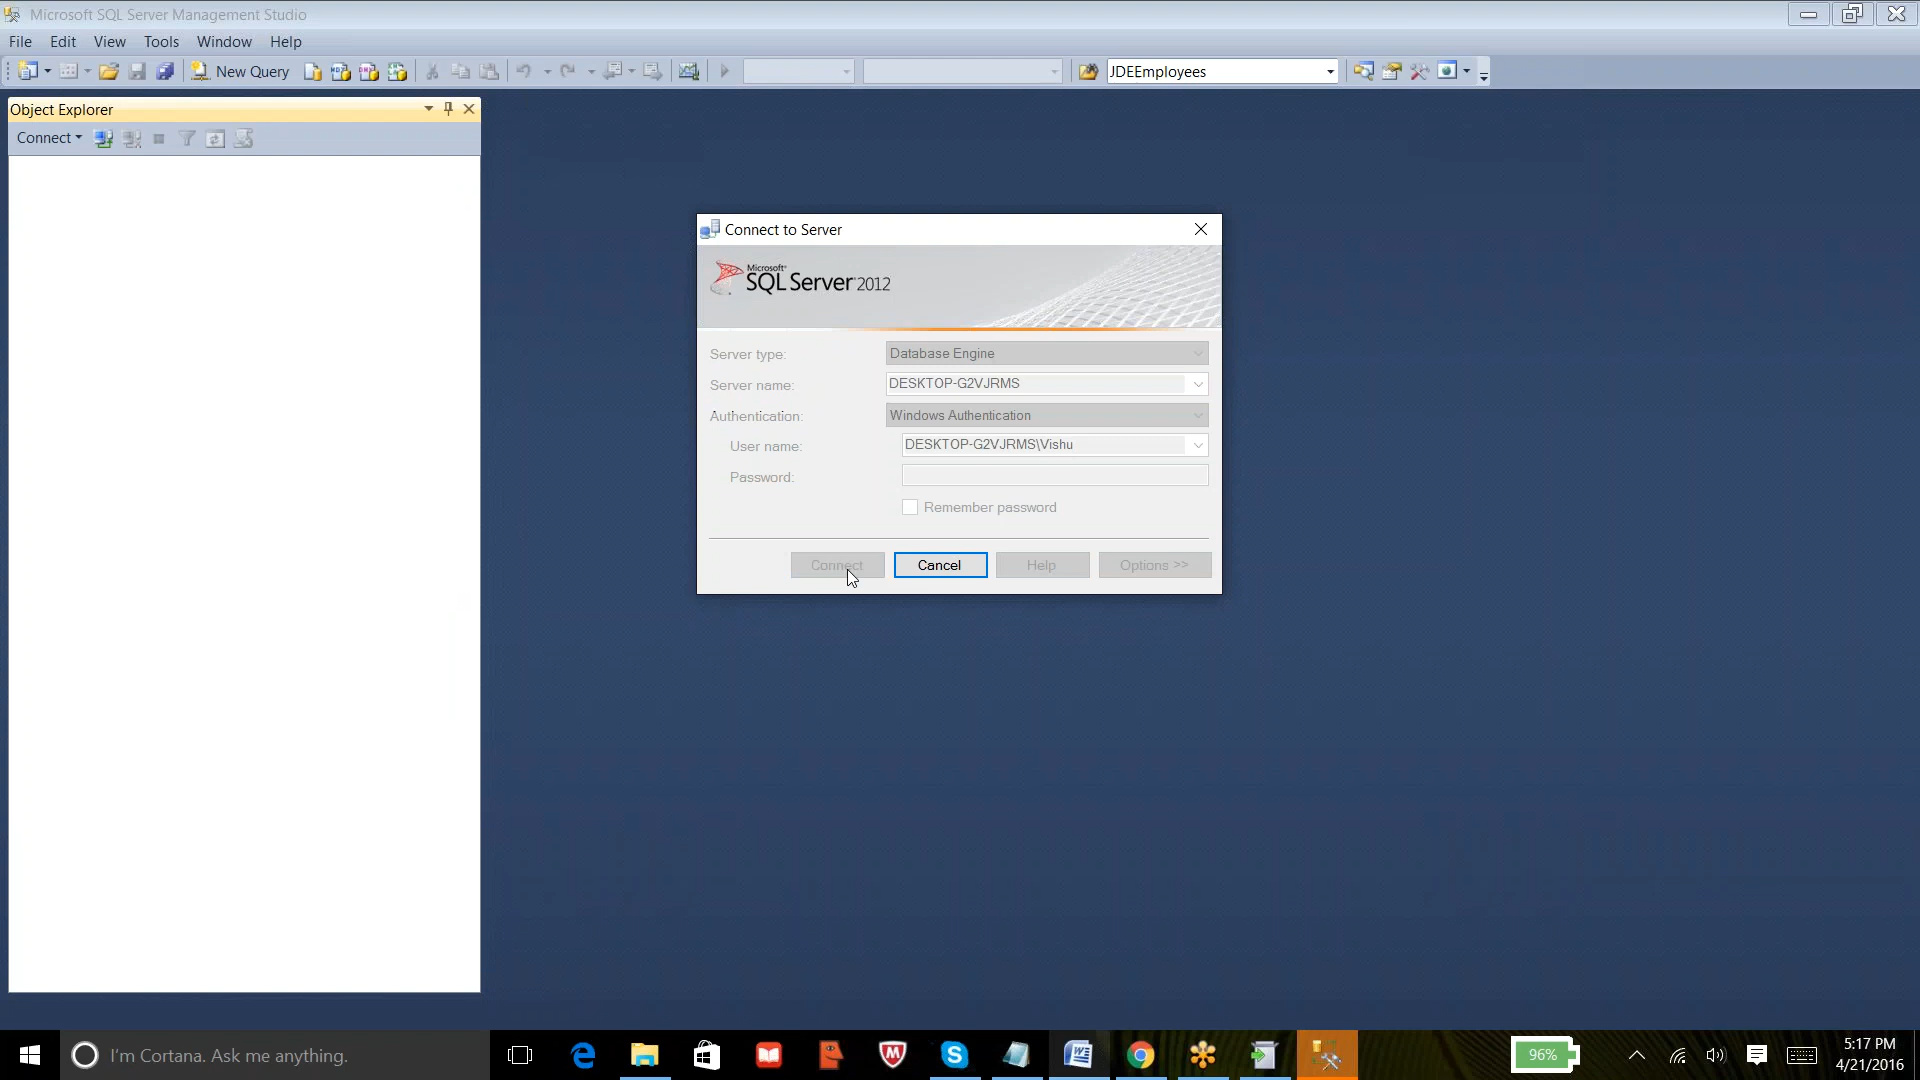 Microsoft SQL Server Management Studio
File Edit View Tools Window Help
New Query JDEEmployees
Object Explorer
Connect
Connect to Server
Microsoft
SQL Server 2012
Server type: Database Engine
Server name: DESKTOP-G2VJRMS
Authentication: Windows Authentication
User name: DESKTOP-G2VJRMS\Vishu
Password:
Remember password
Connect Cancel Help Options >>
I'm Cortana. Ask me anything.
96%
5:17 PM
4/21/2016